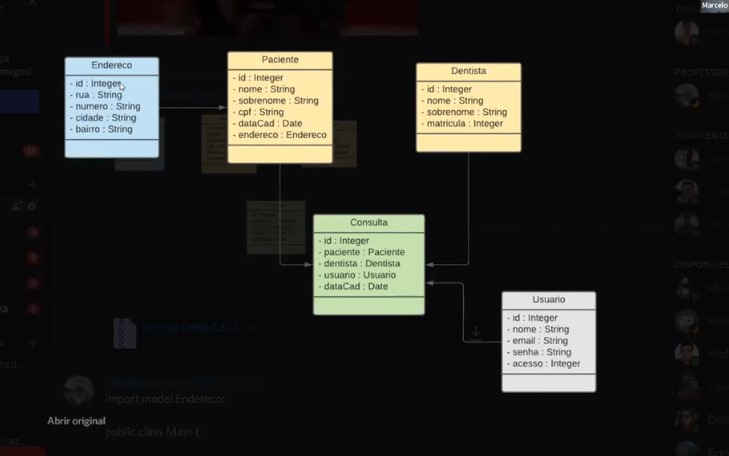 Marcelo
Endereco
- id : Integer
- rua : String
- numero : String
- cidade : String
- bairro : String
Paciente
- id : Integer
- nome : String
- sobrenome : String
- cpf : String
- dataCad : Date
- endereco : Endereco
Dentista
- id : Integer
- nome : String
- sobrenome : String
- matrícula : Integer
Consulta
- id : Integer
- paciente : Paciente
- dentista : Dentista
- usuario : Usuario
- dataCad : Date
Usuario
- id : Integer
- nome : String
- email : String
- senha : String
- acesso : Integer
import model.Endereco;
Abrir original
public class Main {